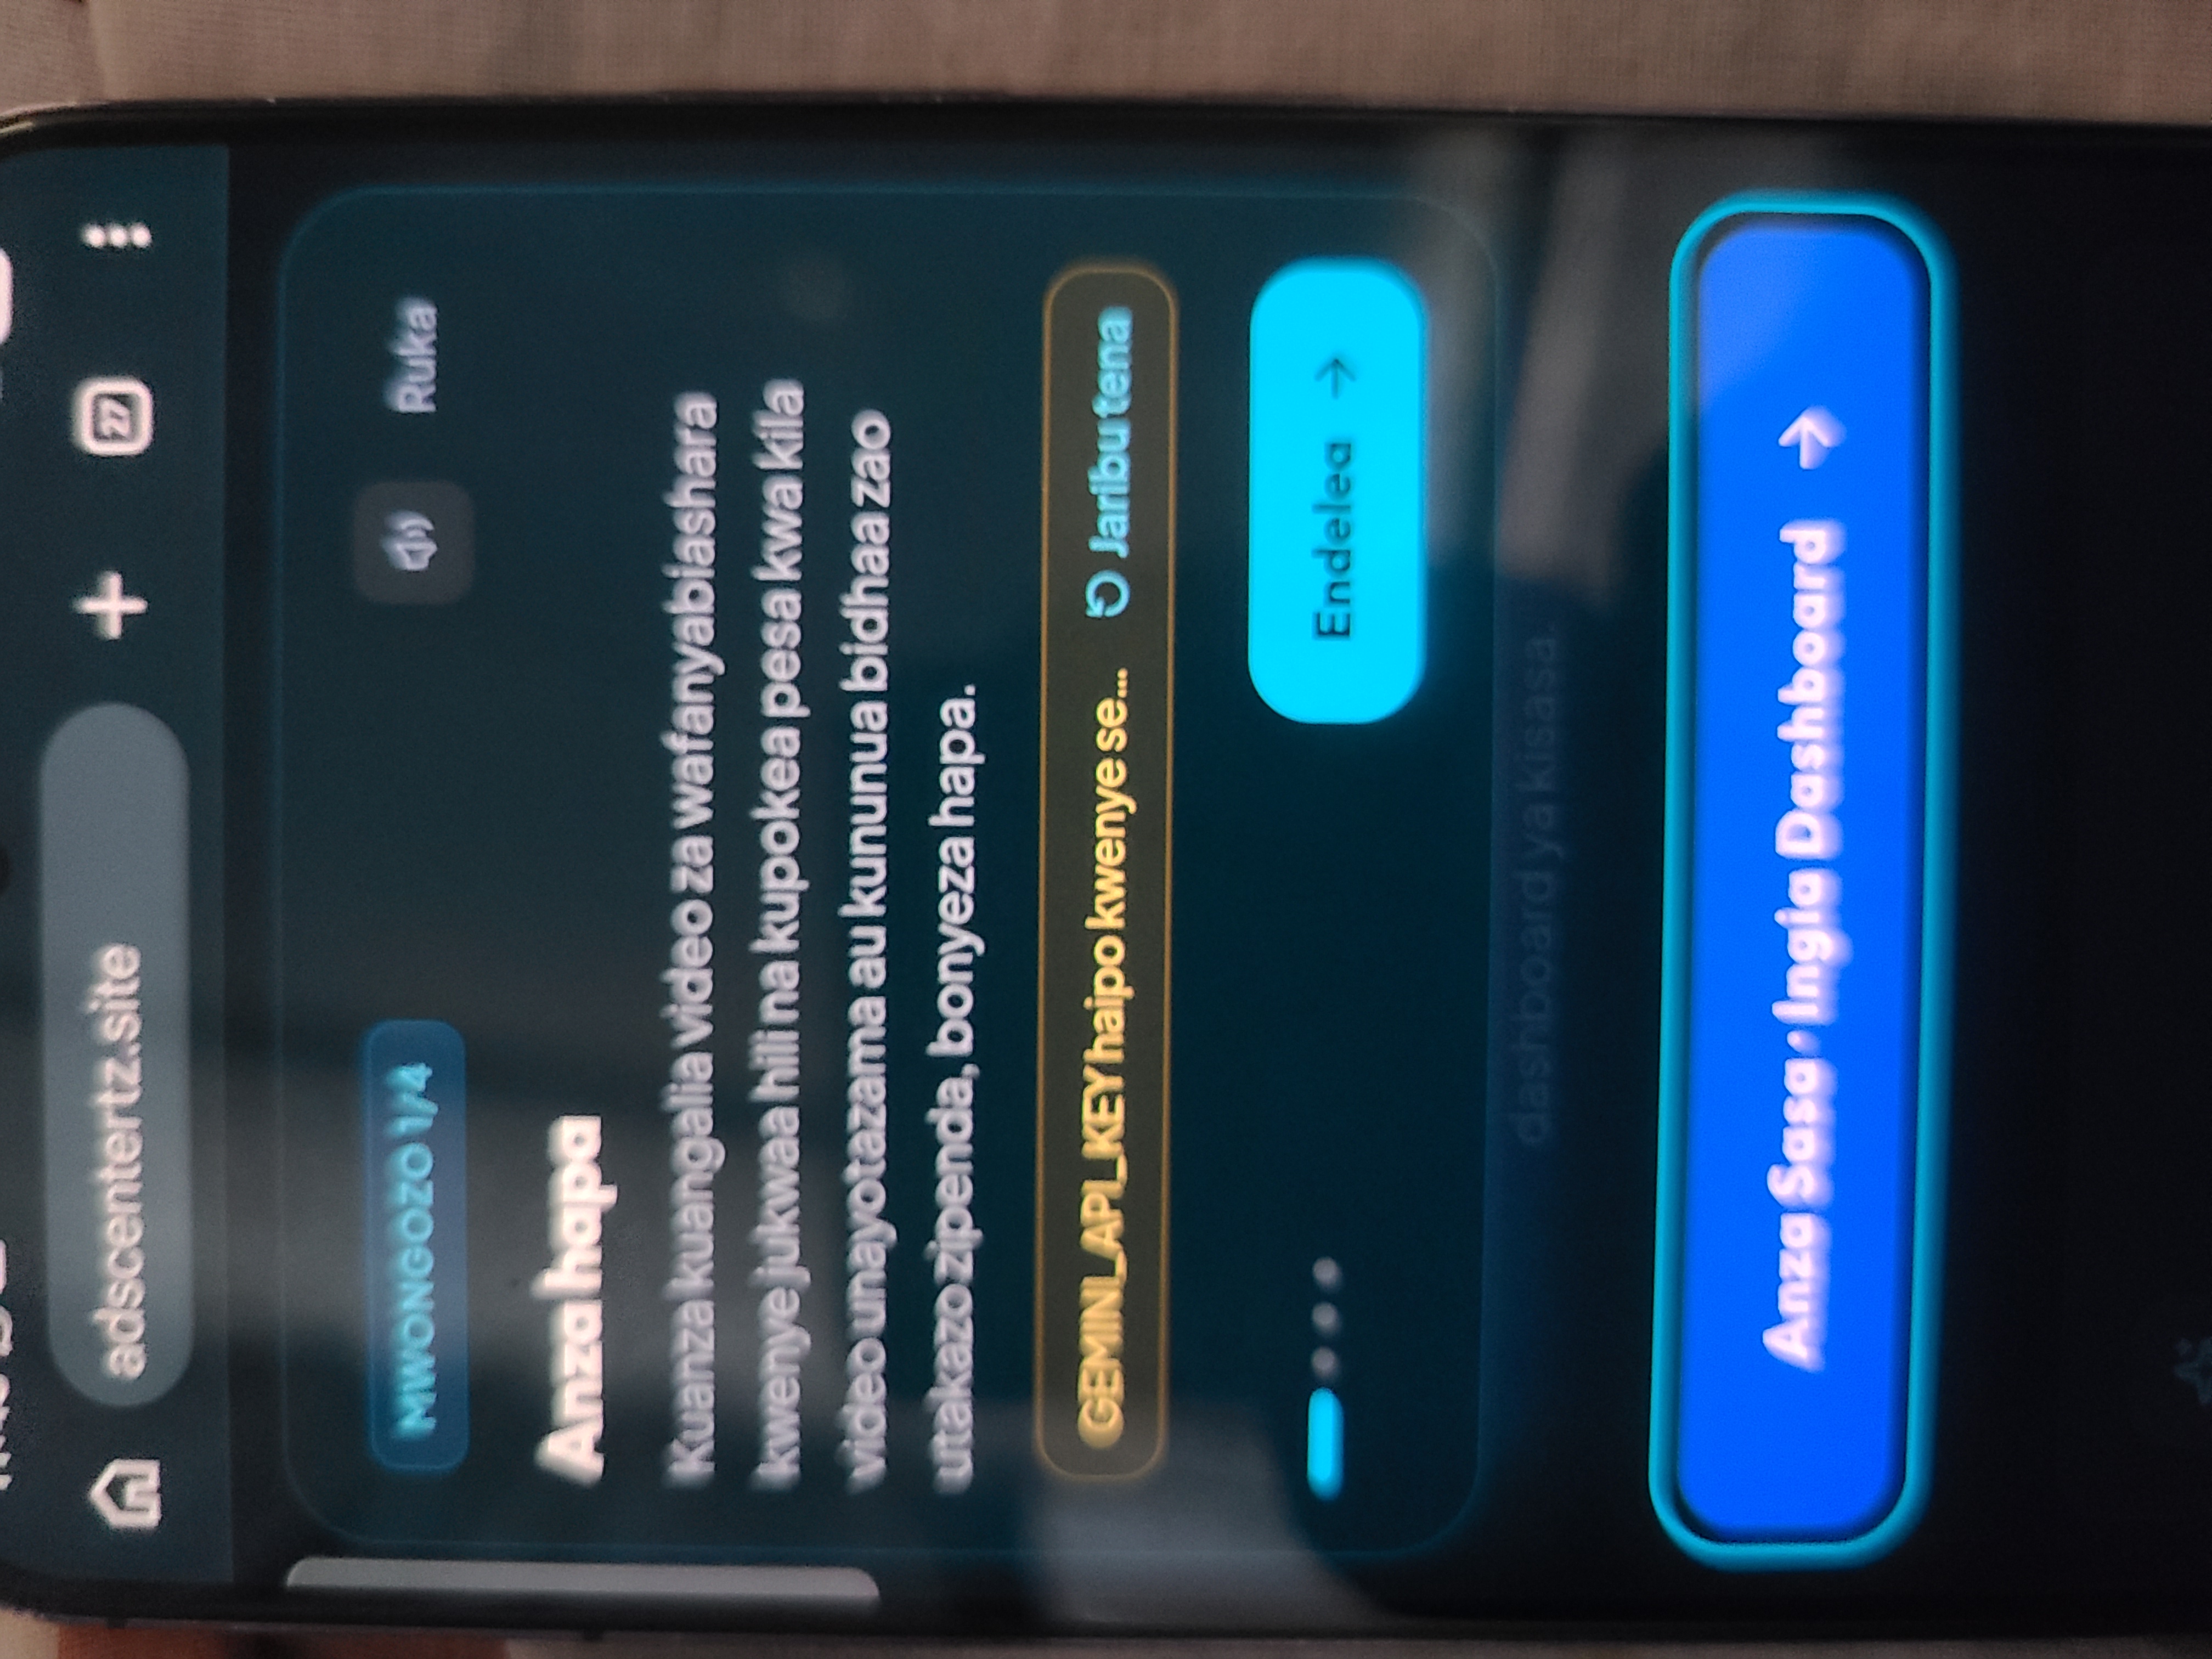 adscentertz.site
27
MWONGOZO 1/4
Ruka
Anza hapa
Kuanza kuangalia video za wafanyabiashara
kwenye jukwaa hili na kupokea pesa kwa kila
video unayotazama au kununua bidhaa zao
utakazozipenda, bonyeza hapa.
GEMINI_API_KEY haipo kwenye se...
Jaribu tena
Endelea
dashboard ya kisasa.
Anza Sasa · Ingia Dashboard